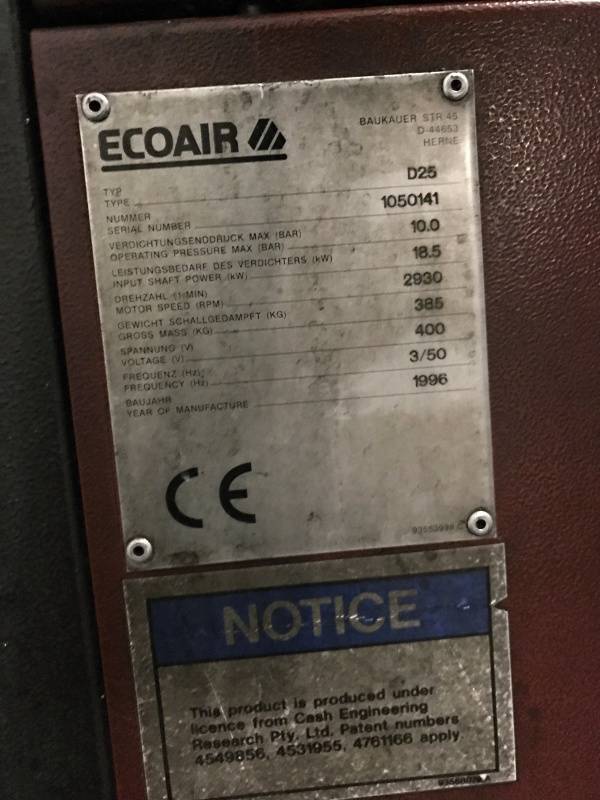 ECOAIR
BAUKAUER STR 45
D-44653
HERNE
TYP
TYPE D25
NUMMER
SERIAL NUMBER 1050141
VERDICHTUNGSENDDRUCK MAX (BAR)
OPERATING PRESSURE MAX (BAR) 10.0
LEISTUNGSBEDARF DES VERDICHTERS (kW)
INPUT SHAFT POWER (kW) 18.5
DREHZAHL (1/MIN)
MOTOR SPEED (RPM) 2930
GEWICHT SCHALLGEDAMPFT (KG)
GROSS MASS (KG) 385
SPANNUNG (V)
VOLTAGE (V) 400
FREQUENZ (Hz)
FREQUENCY (Hz) 3/50
BAUJAHR
YEAR OF MANUFACTURE 1996
CE
NOTICE
This product is produced under
licence from Cash Engineering
Research Pty. Ltd. Patent numbers
4549856, 4531955, 4761166 apply.